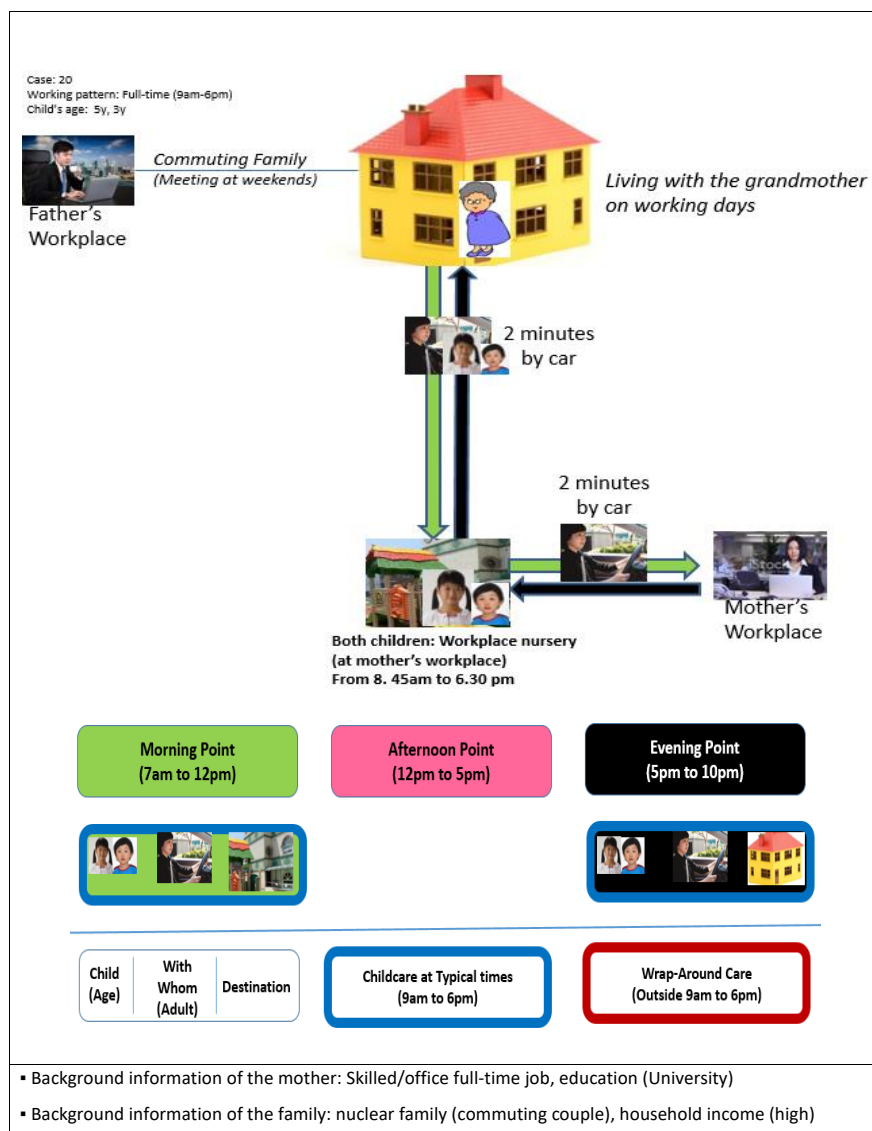 Case: 20
Working pattern: Full-time (9am-6pm)
Child's age:  5y, 3y
Commuting Family
(Meeting at weekends)
Father's
Workplace
Living with the grandmother
on working days
2 minutes
by car
2 minutes
by car
iStock
Mother's
Workplace
Both children: Workplace nursery
(at mother's workplace)
From 8. 45am to 6.30 pm
Morning Point
(7am to 12pm)
Afternoon Point
(12pm to 5pm)
Evening Point
(5pm to 10pm)
Child
(Age)
With
Whom
(Adult)
Destination
Childcare at Typical times
(9am to 6pm)
Wrap-Around Care
(Outside 9am to 6pm)
▪ Background information of the mother: Skilled/office full-time job, education (University)
▪ Background information of the family: nuclear family (commuting couple), household income (high)